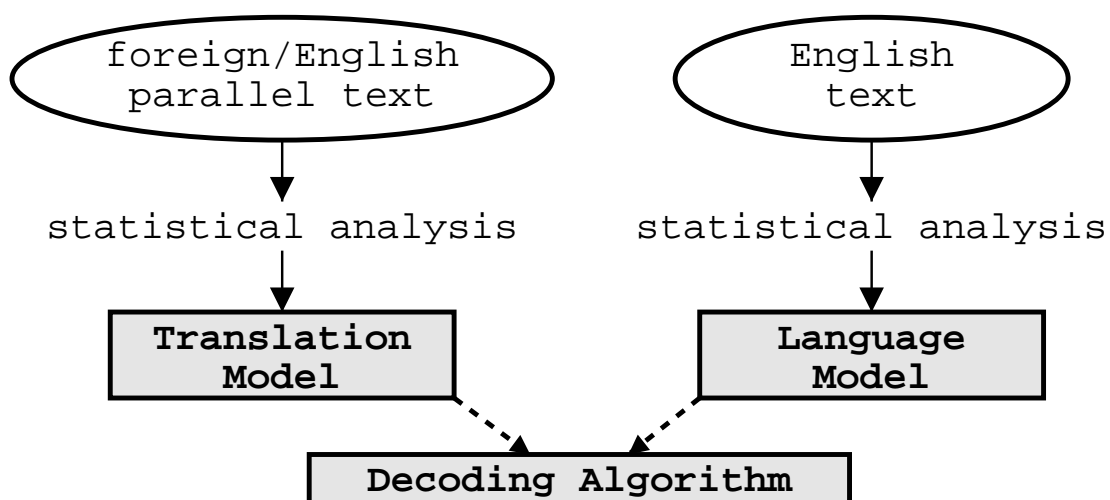 foreign/English
parallel text
English
text
statistical analysis
statistical analysis
Translation
Model
Language
Model
Decoding Algorithm